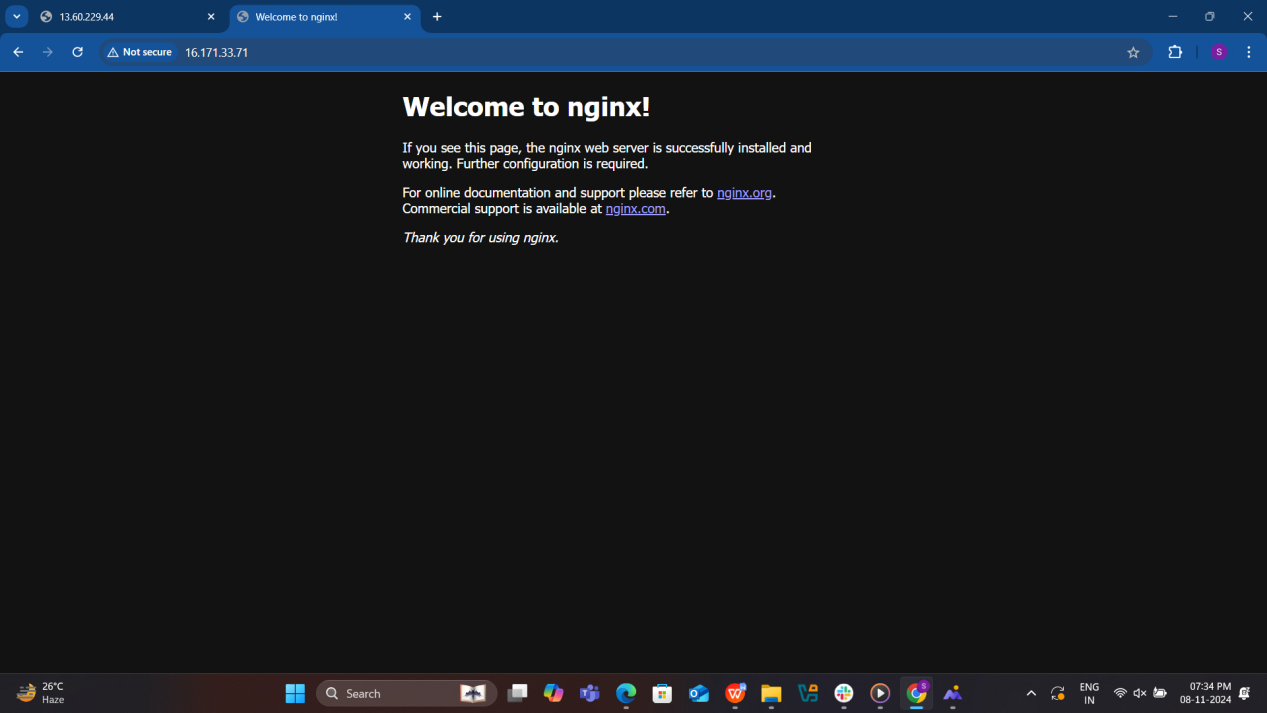 13.60.229.44
Welcome to nginx!
Not secure
16.171.33.71
S
Welcome to nginx!
If you see this page, the nginx web server is successfully installed and
working. Further configuration is required.
For online documentation and support please refer to nginx.org.
Commercial support is available at nginx.com.
Thank you for using nginx.
26°C
Haze
Search
ENG
IN
07:34 PM
08-11-2024